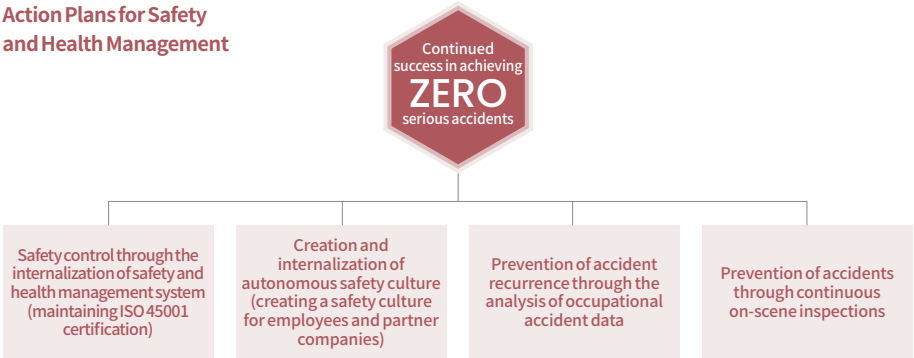 Action Plans for Safety
and Health Management
Continued
success in achieving
ZERO
serious accidents
Safety control through the
internalization of safety and
health management system
(maintaining ISO 45001
certification)
Creation and
internalization of
autonomous safety culture
(creating a safety culture
for employees and partner
companies)
Prevention of accident
recurrence through the
analysis of occupational
accident data
Prevention of accidents
through continuous
on-scene inspections